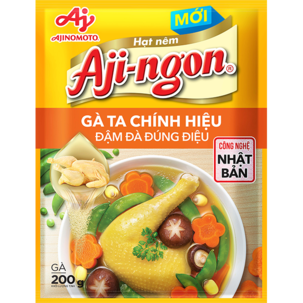 Aj
AJINOMOTO
MỚI
Hạt nêm
Aji-ngon®
GÀ TA CHÍNH HIỆU
ĐẬM ĐÀ ĐÚNG ĐIỆU
CÔNG NGHỆ
NHẬT
BẢN
GÀ
200g